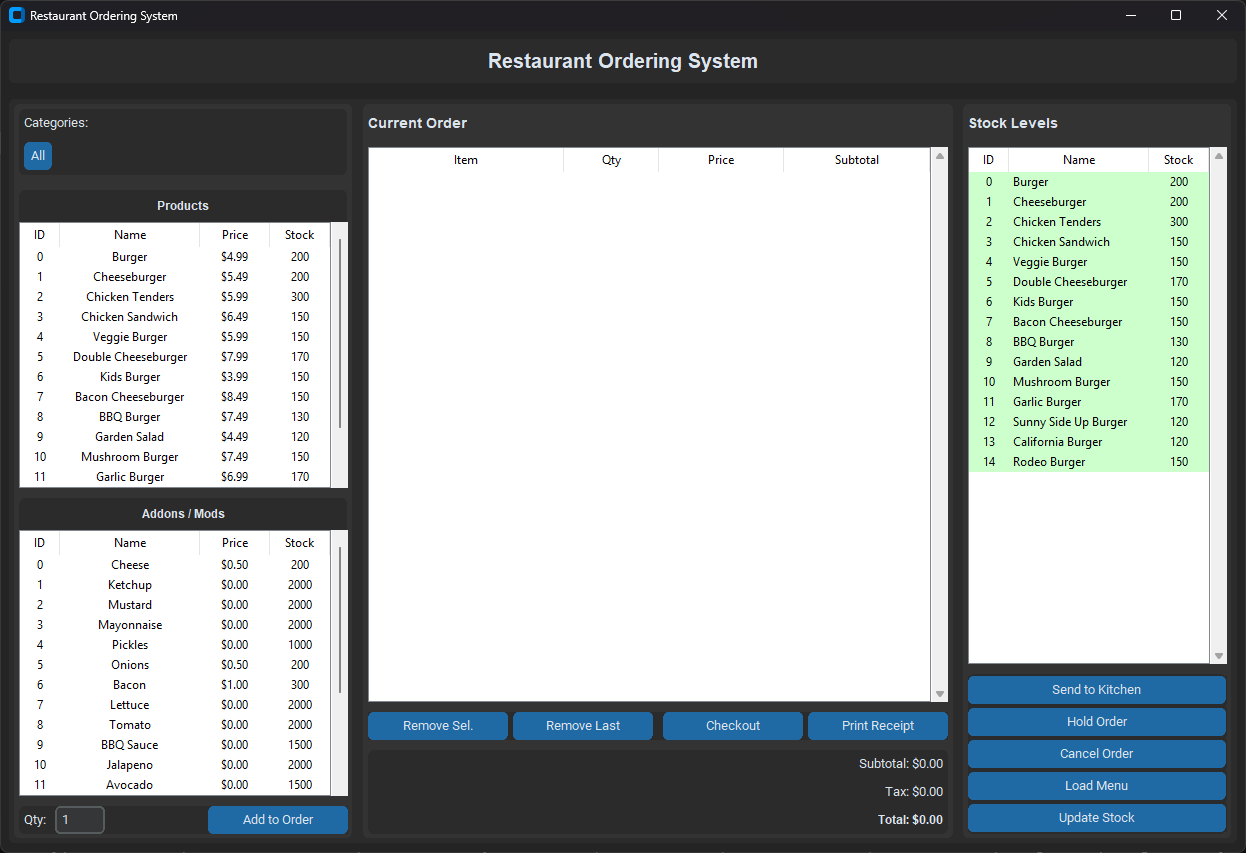 Restaurant Ordering System
Restaurant Ordering System
Categories:
All
Products
ID Name Price Stock
0 Burger $4.99 200
1 Cheeseburger $5.49 200
2 Chicken Tenders $5.99 300
3 Chicken Sandwich $6.49 150
4 Veggie Burger $5.99 150
5 Double Cheeseburger $7.99 170
6 Kids Burger $3.99 150
7 Bacon Cheeseburger $8.49 150
8 BBQ Burger $7.49 130
9 Garden Salad $4.49 120
10 Mushroom Burger $7.49 150
11 Garlic Burger $6.99 170
Addons / Mods
ID Name Price Stock
0 Cheese $0.50 200
1 Ketchup $0.00 2000
2 Mustard $0.00 2000
3 Mayonnaise $0.00 2000
4 Pickles $0.00 1000
5 Onions $0.50 200
6 Bacon $1.00 300
7 Lettuce $0.00 2000
8 Tomato $0.00 2000
9 BBQ Sauce $0.00 1500
10 Jalapeno $0.00 2000
11 Avocado $0.00 1500
Qty: 1 Add to Order
Current Order
Item Qty Price Subtotal
Remove Sel. Remove Last Checkout Print Receipt
Subtotal: $0.00
Tax: $0.00
Total: $0.00
Stock Levels
ID Name Stock
0 Burger 200
1 Cheeseburger 200
2 Chicken Tenders 300
3 Chicken Sandwich 150
4 Veggie Burger 150
5 Double Cheeseburger 170
6 Kids Burger 150
7 Bacon Cheeseburger 150
8 BBQ Burger 130
9 Garden Salad 120
10 Mushroom Burger 150
11 Garlic Burger 170
12 Sunny Side Up Burger 120
13 California Burger 120
14 Rodeo Burger 150
Send to Kitchen
Hold Order
Cancel Order
Load Menu
Update Stock